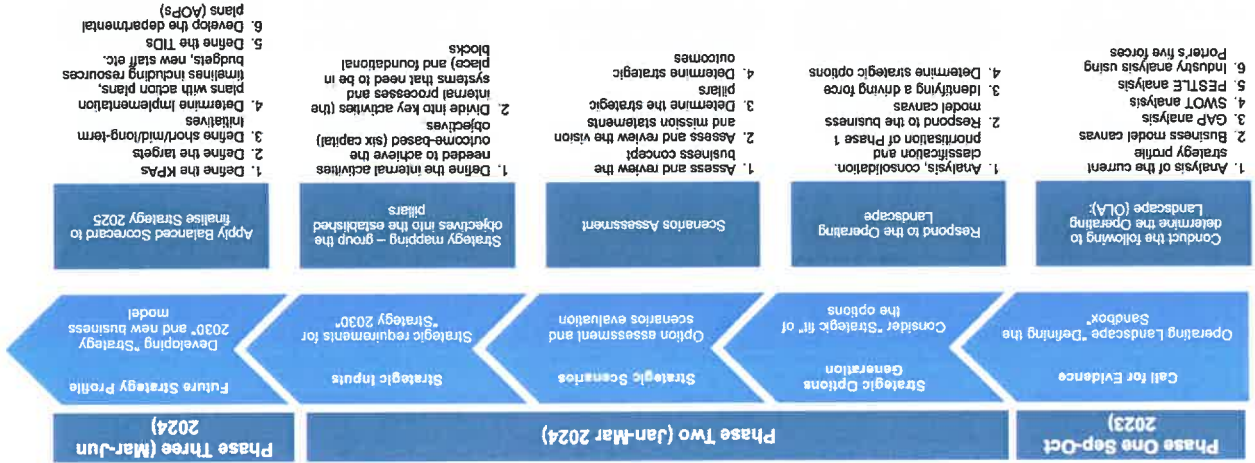 Phase One Sep-Oct
2023)
Phase Two (Jan-Mar 2024)
Phase Three (Mar-Jun
2024)
Call for Evidence
Operating Landscape "Defining the
Sandbox"
Strategic Options
Generation
Consider "Strategic fit" of
the options
Strategic Scenarios
Option assessment and
scenarios evaluation
Strategic Inputs
Strategic requirements for
"Strategy 2030"
Future Strategy Profile
Developing "Strategy
2030" and new business
model
Conduct the following to
determine the Operating
Landscape (OLA):
Respond to the Operating
Landscape
Scenarios Assessment
Strategy mapping – group the
objectives into the established
pillars
Apply Balanced Scorecard to
finalise Strategy 2025
1. Analysis of the current
strategy profile
2. Business model canvas
3. GAP analysis
4. SWOT analysis
5. PESTLE analysis
6. Industry analysis using
Porter's five forces
1. Analysis, consolidation,
classification and
prioritisation of Phase 1
2. Respond to the business
model canvas
3. Identifying a driving force
4. Determine strategic options
1. Assess and review the
business concept
2. Assess and review the vision
and mission statements
3. Determine the strategic
pillars
4. Determine strategic
outcomes
1. Define the internal activities
needed to achieve the
outcome-based (six capital)
objectives
2. Divide into key activities (the
internal processes and
systems that need to be in
place) and foundational
blocks
1. Define the KPAs
2. Define the targets
3. Define short/mid/long-term
Initiatives
4. Determine Implementation
plans with action plans,
timelines including resources
budgets, new staff etc.
5. Define the TIDs
6. Develop the departmental
plans (AOPs)